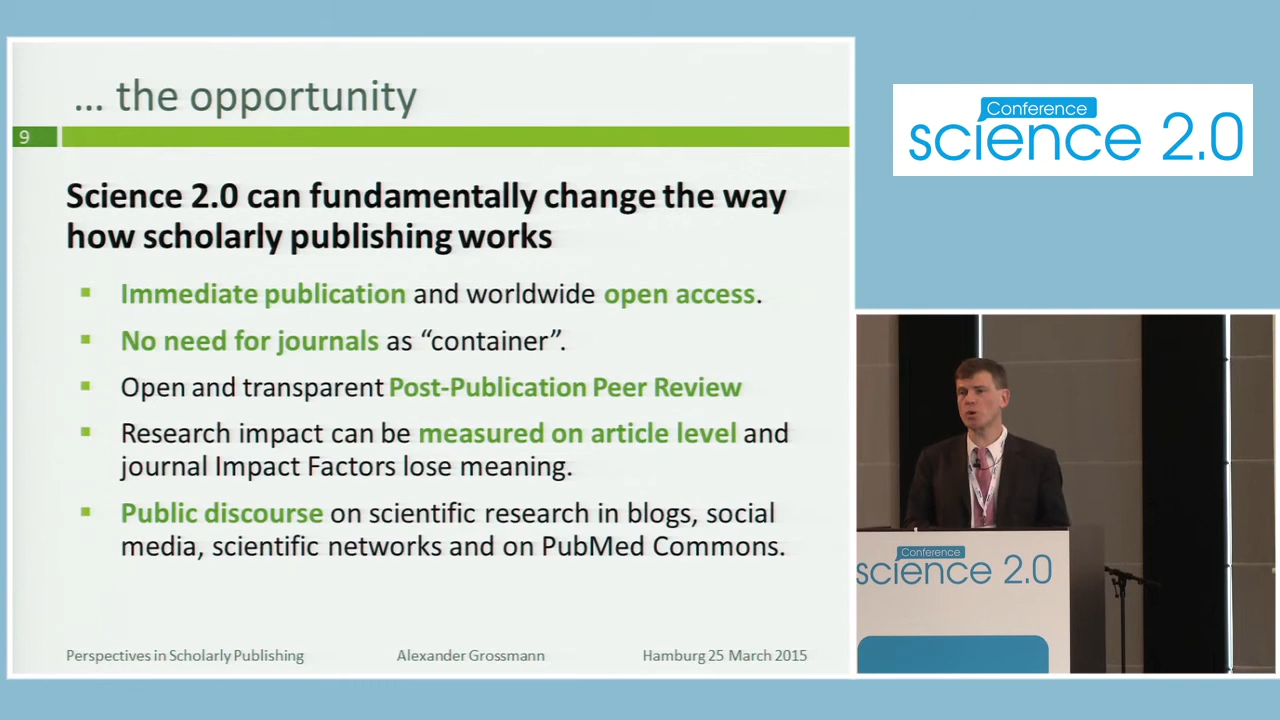 ... the opportunity
9
Science 2.0 can fundamentally change the way
how scholarly publishing works
▪ Immediate publication and worldwide open access.
▪ No need for journals as “container”.
▪ Open and transparent Post-Publication Peer Review
▪ Research impact can be measured on article level and
journal Impact Factors lose meaning.
▪ Public discourse on scientific research in blogs, social
media, scientific networks and on PubMed Commons.
Perspectives in Scholarly Publishing Alexander Grossmann Hamburg 25 March 2015
Conference
science 2.0
Conference
science 2.0